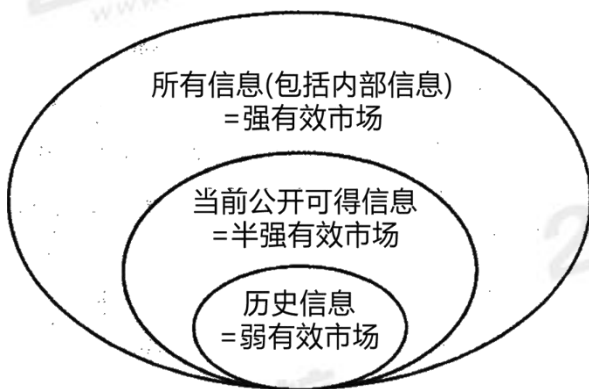 所有信息(包括内部信息)
=强有效市场
当前公开可得信息
=半强有效市场
历史信息
=弱有效市场